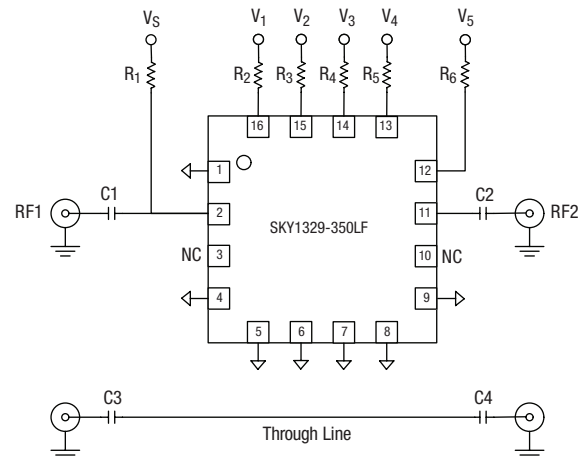 VS V1 V2 V3 V4 V5
R1 R2 R3 R4 R5 R6
16 15 14 13
1 12
RF1 C1 2 11 C2 RF2
SKY1329-350LF
NC 3 10 NC
4 9
5 6 7 8
C3 C4
Through Line